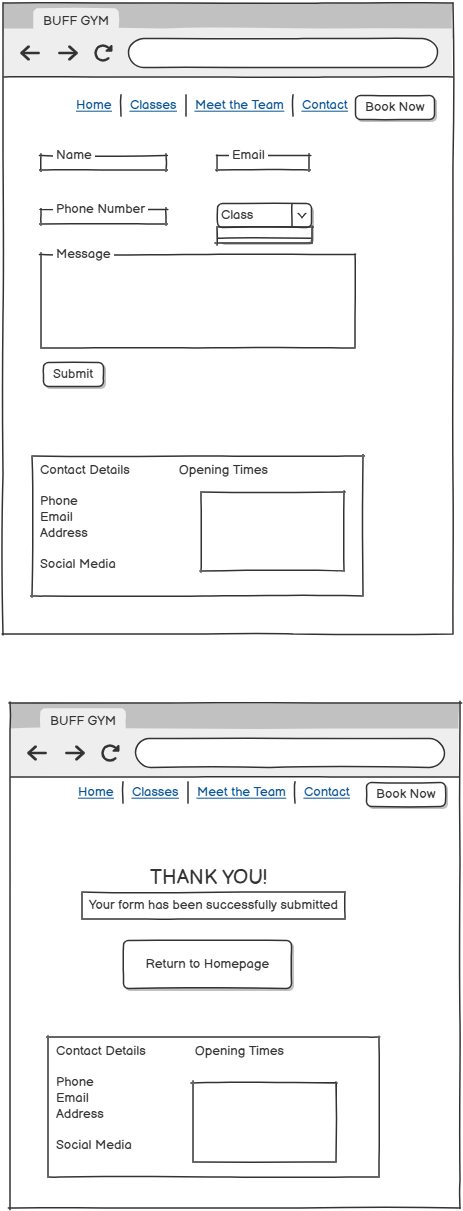 BUFF GYM
Home Classes Meet the Team Contact Book Now
Name Email
Phone Number Class
Message
Submit
Contact Details Opening Times
Phone
Email
Address
Social Media
BUFF GYM
Home Classes Meet the Team Contact Book Now
THANK YOU!
Your form has been successfully submitted
Return to Homepage
Contact Details Opening Times
Phone
Email
Address
Social Media